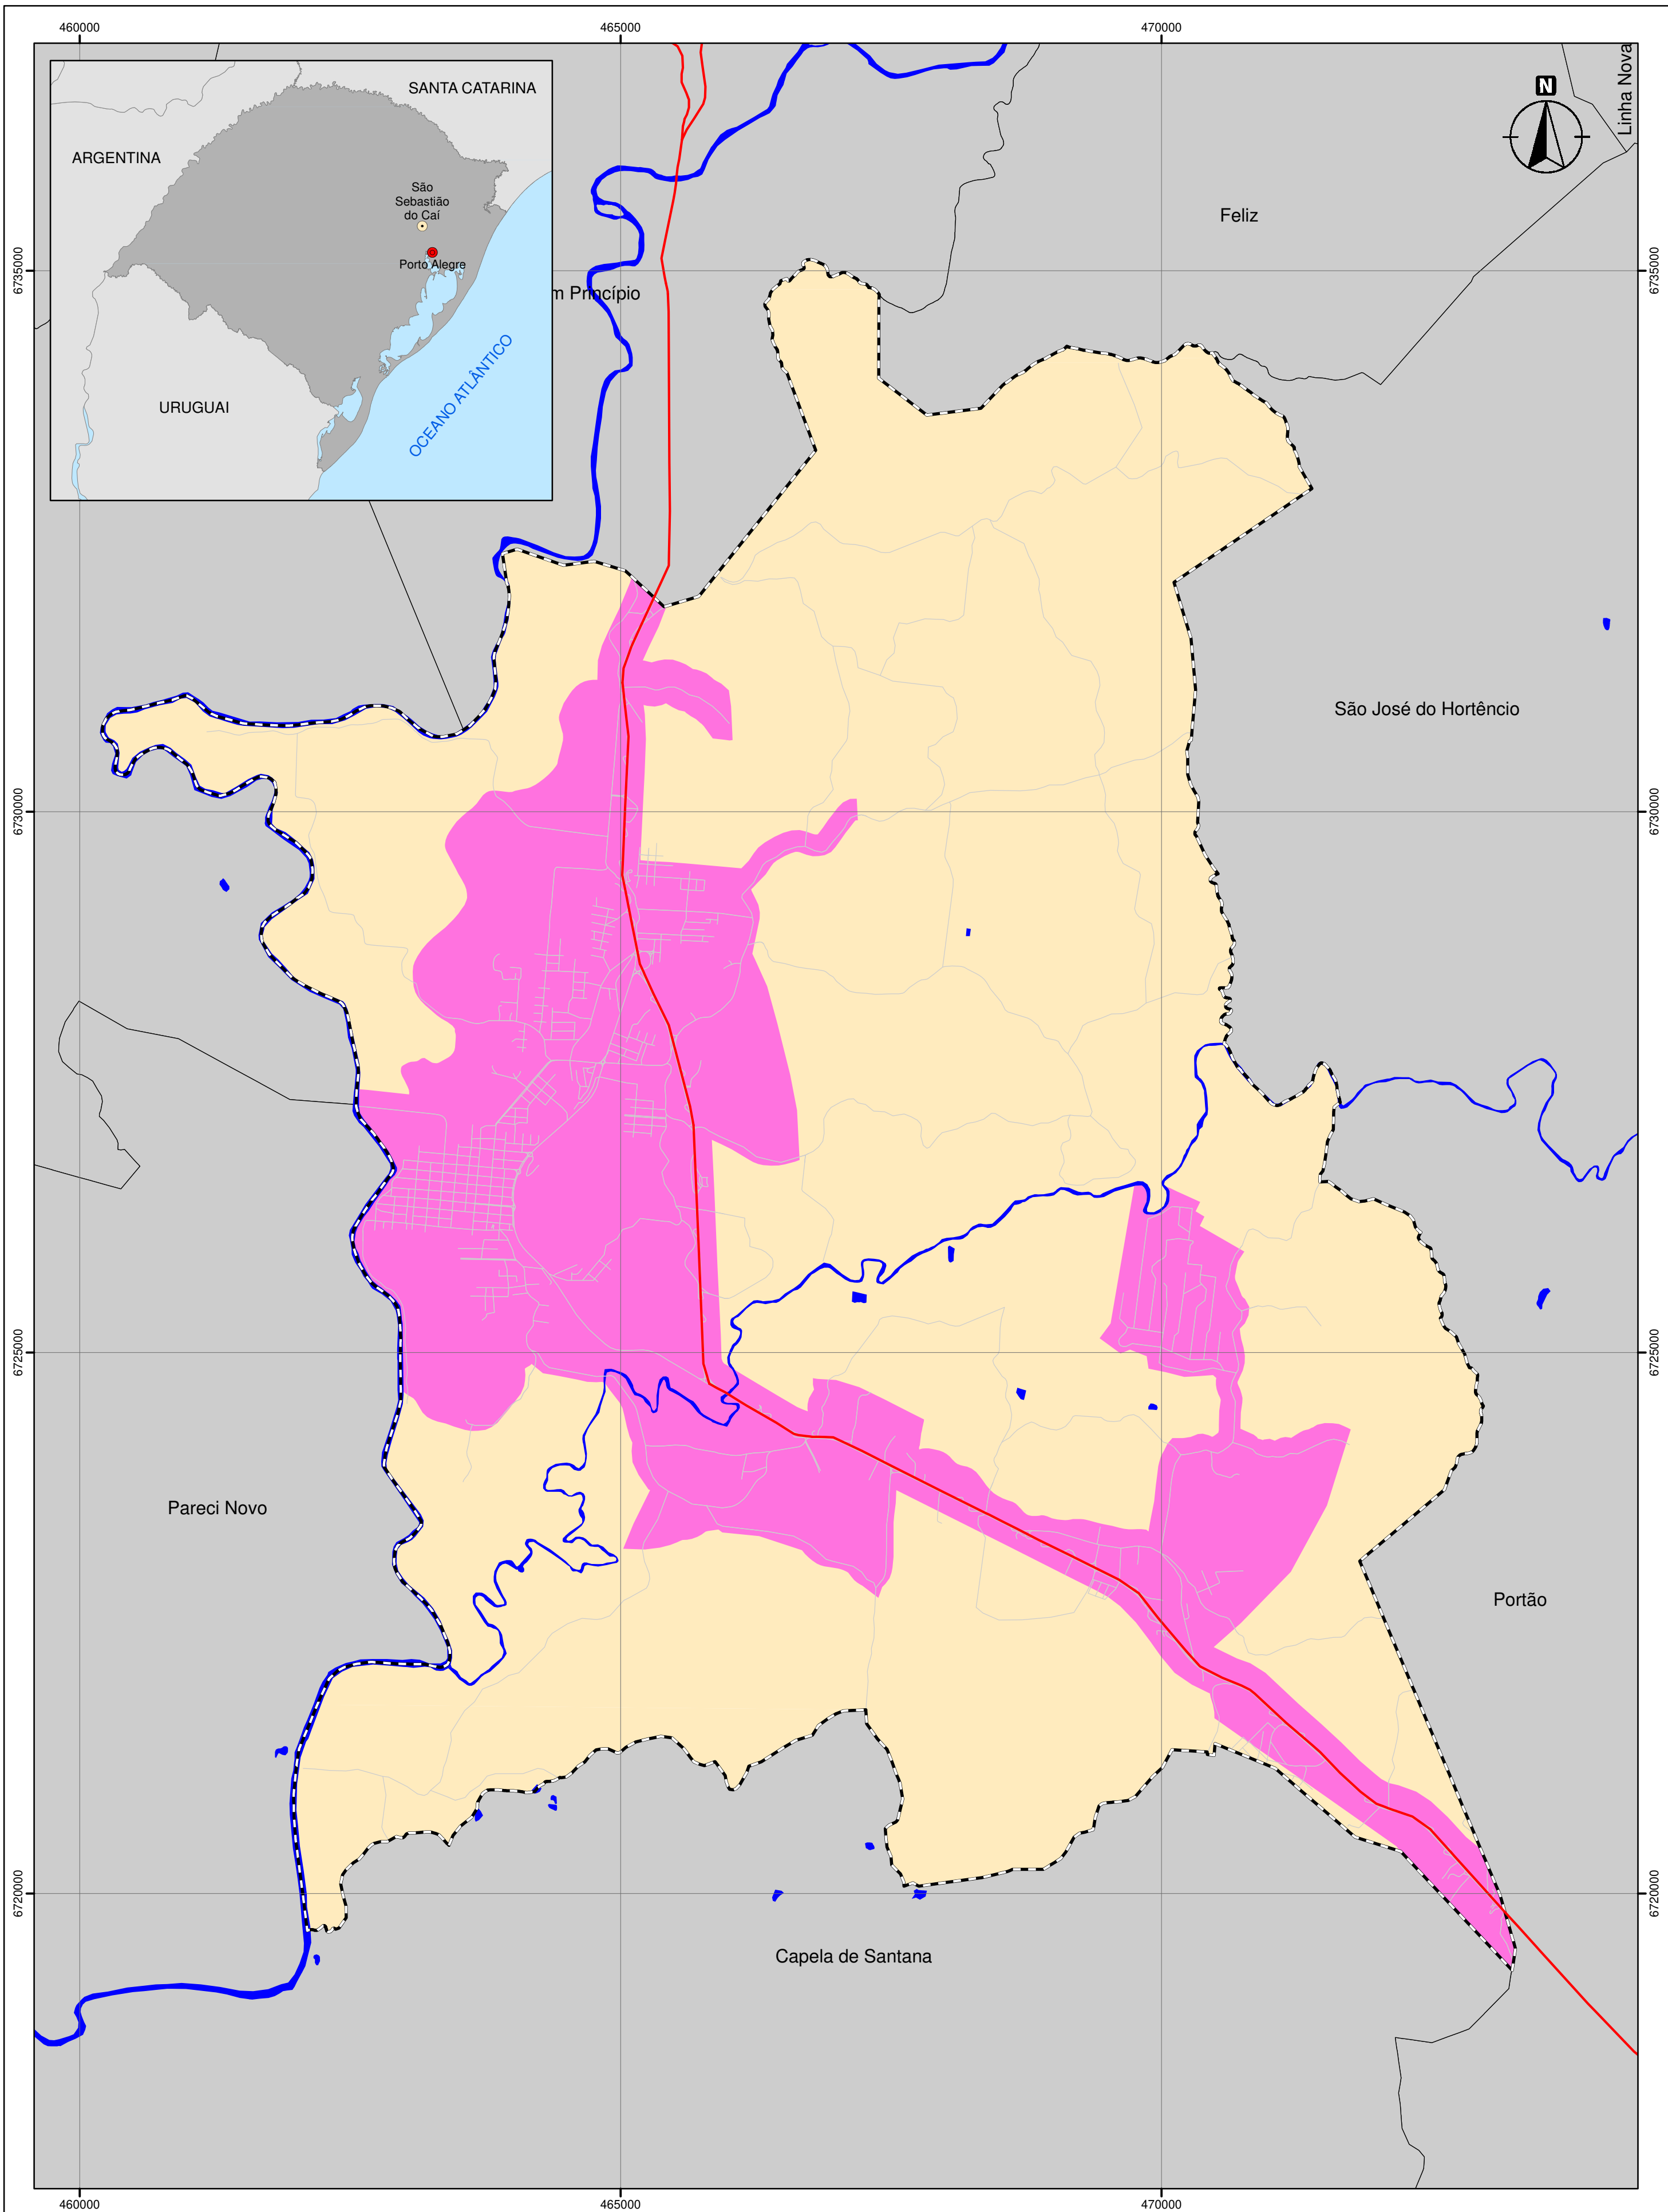 460000
465000
470000
SANTA CATARINA
ARGENTINA
São
Sebastião
do Caí
Porto Alegre
URUGUAI
OCEANO ATLÂNTICO
N
Linha Nova
Feliz
6735000
m Princípio
6735000
São José do Hortêncio
6730000
6730000
6725000
6725000
Pareci Novo
Portão
6720000
6720000
Capela de Santana
460000
465000
470000